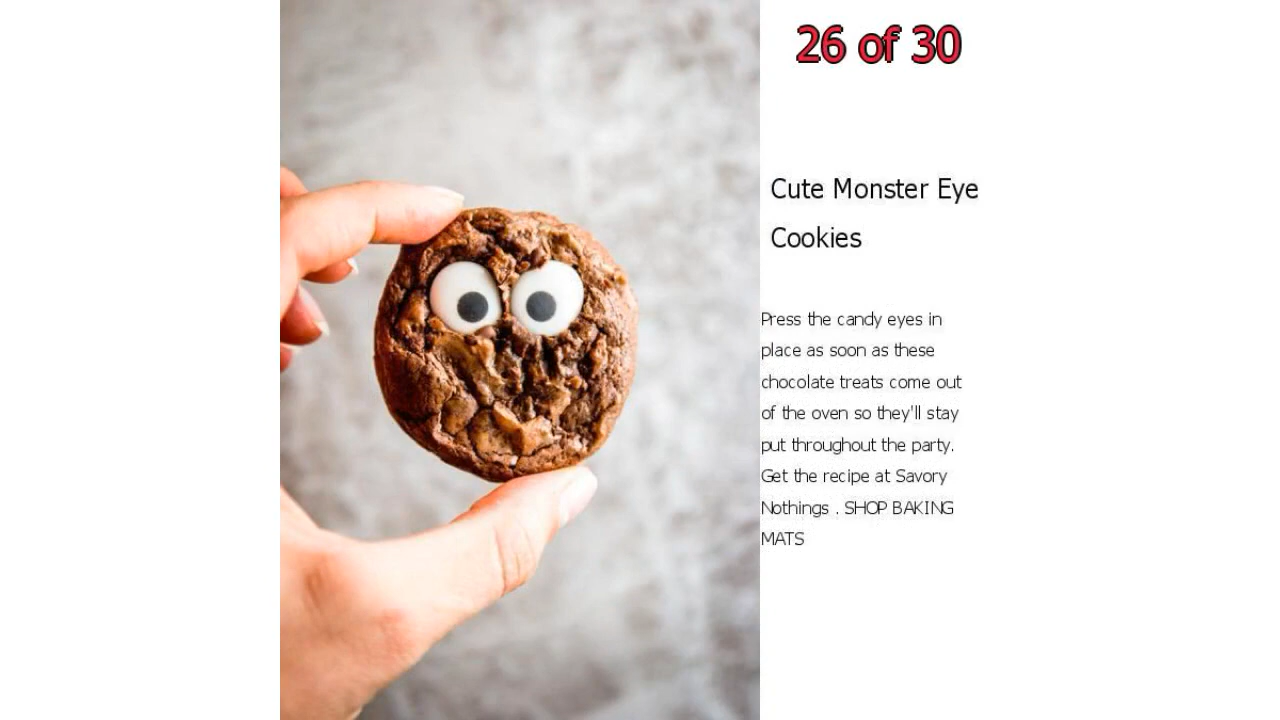 26 of 30
Cute Monster Eye
Cookies
Press the candy eyes in
place as soon as these
chocolate treats come out
of the oven so they'll stay
put throughout the party.
Get the recipe at Savory
Nothings . SHOP BAKING
MATS